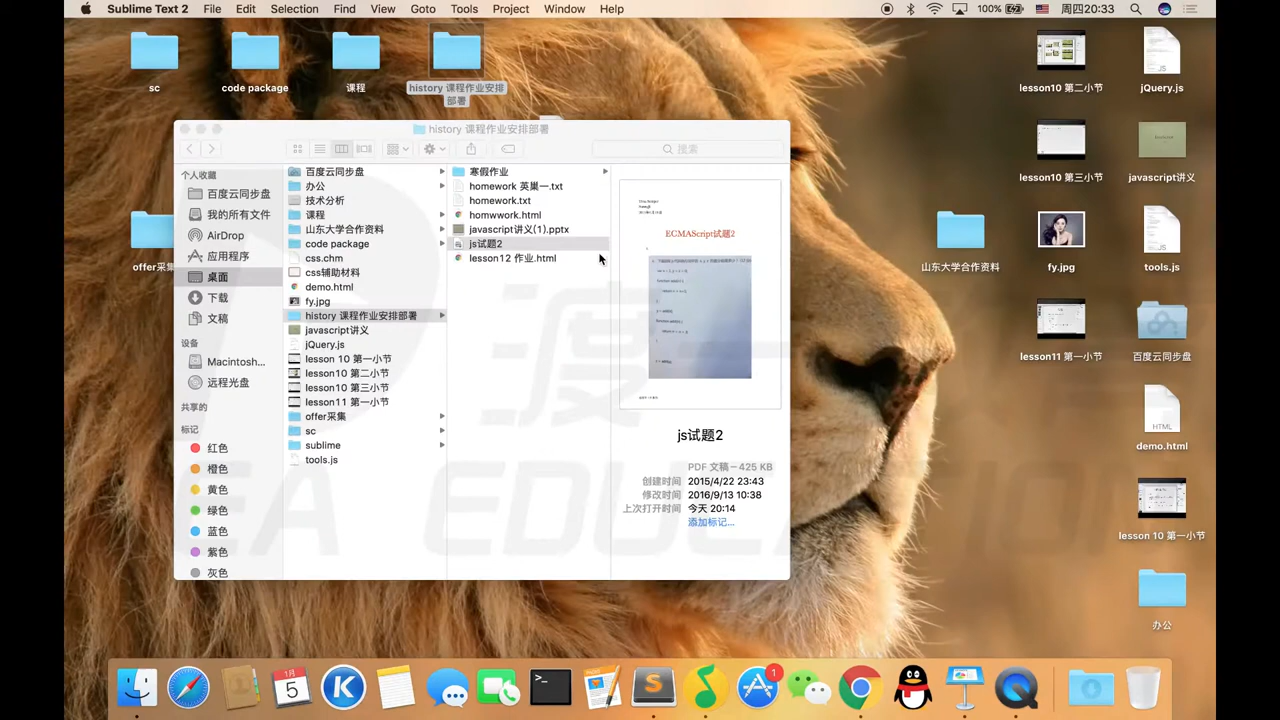 Sublime Text 2 File Edit Selection Find View Goto Tools Project Window Help 100% 周四20:33
sc
code package
课程
history 课程作业安排
部署
lesson10 第二小节
jQuery.js
history 课程作业安排部署
搜索
个人收藏
百度云同步盘
我的所有文件
AirDrop
应用程序
桌面
下载
文稿
设备
Macintosh...
远程光盘
共享的
标记
红色
橙色
黄色
绿色
蓝色
紫色
灰色
百度云同步盘
办公
技术分析
课程
山东大学合作资料
code package
css.chm
css辅助材料
demo.html
fy.jpg
history 课程作业安排部署
javascript讲义
jQuery.js
lesson 10 第一小节
lesson10 第二小节
lesson10 第三小节
lesson11 第一小节
offer采集
sc
sublime
tools.js
寒假作业
homework 英巢一.txt
homework.txt
homwwork.html
javascript讲义(1).pptx
js试题2
lesson12 作业.html
ECMAScript试题2
js试题2
PDF 文稿－425 KB
创建时间 2015/4/22 23:43
修改时间 2016/9/13 10:38
上次打开时间 今天 20:14
添加标记...
offer采集
lesson10 第三小节
javascript讲义
JS
山东大学合作资料
fy.jpg
tools.js
JS
lesson11 第一小节
百度云同步盘
HTML
demo.html
lesson 10 第一小节
办公
度
EDUCATION
1月
5
1